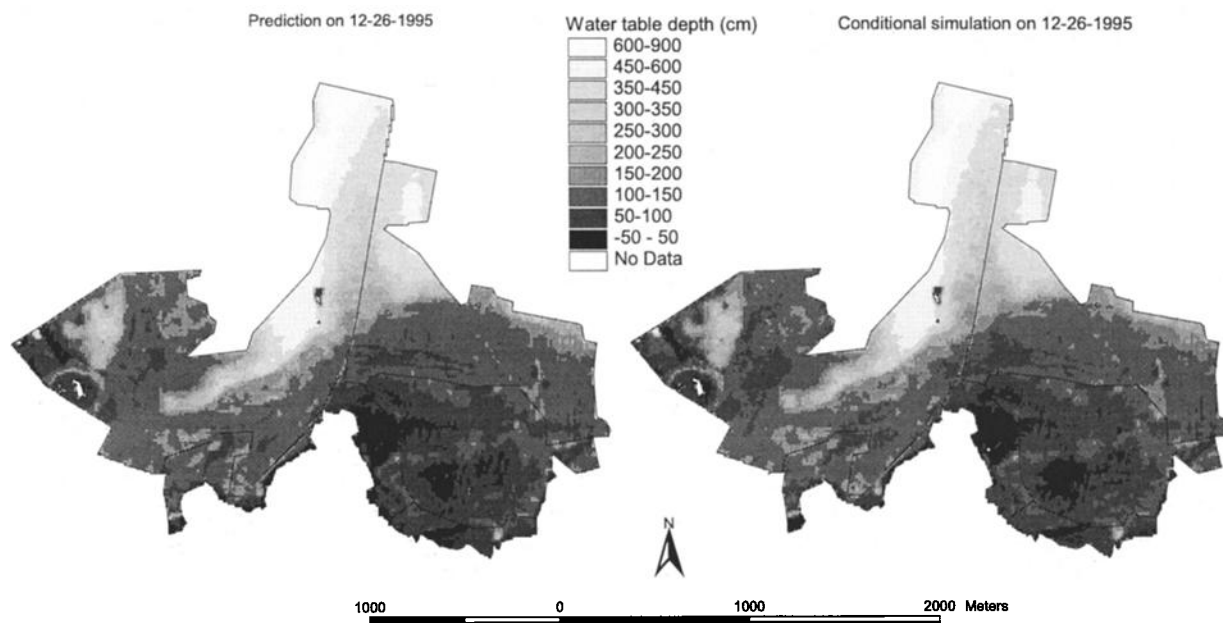 Prediction on 12-26-1995
Water table depth (cm)
600-900
450-600
350-450
300-350
250-300
200-250
150-200
100-150
50-100
-50 - 50
No Data
Conditional simulation on 12-26-1995
N
1000 0 1000 2000 Meters